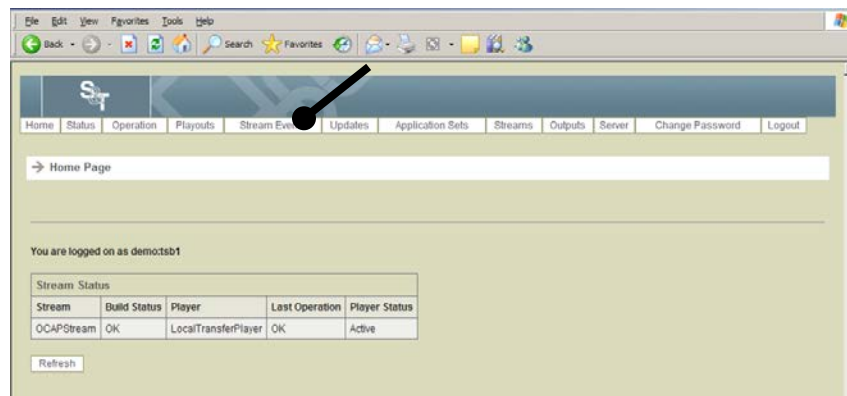 File Edit View Favorites Tools Help
Back Search Favorites
ST
Home Status Operation Playouts Stream Updates Application Sets Streams Outputs Server Change Password Logout
→ Home Page
You are logged on as demo:tsb1
Stream Status
Stream Build Status Player Last Operation Player Status
OCAPStream OK LocalTransferPlayer OK Active
Refresh